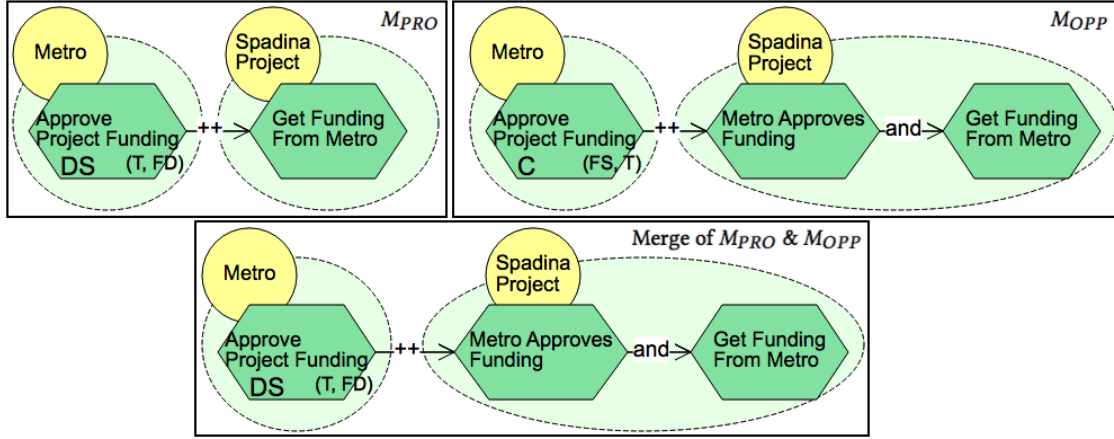 M_PRO
Metro
Approve
Project Funding
DS (T, FD)
++
Spadina
Project
Get Funding
From Metro
M_OPP
Metro
Approve
Project Funding
C (FS, T)
++
Spadina
Project
Metro Approves
Funding
and
Get Funding
From Metro
Merge of M_PRO & M_OPP
Metro
Approve
Project Funding
DS (T, FD)
++
Spadina
Project
Metro Approves
Funding
and
Get Funding
From Metro